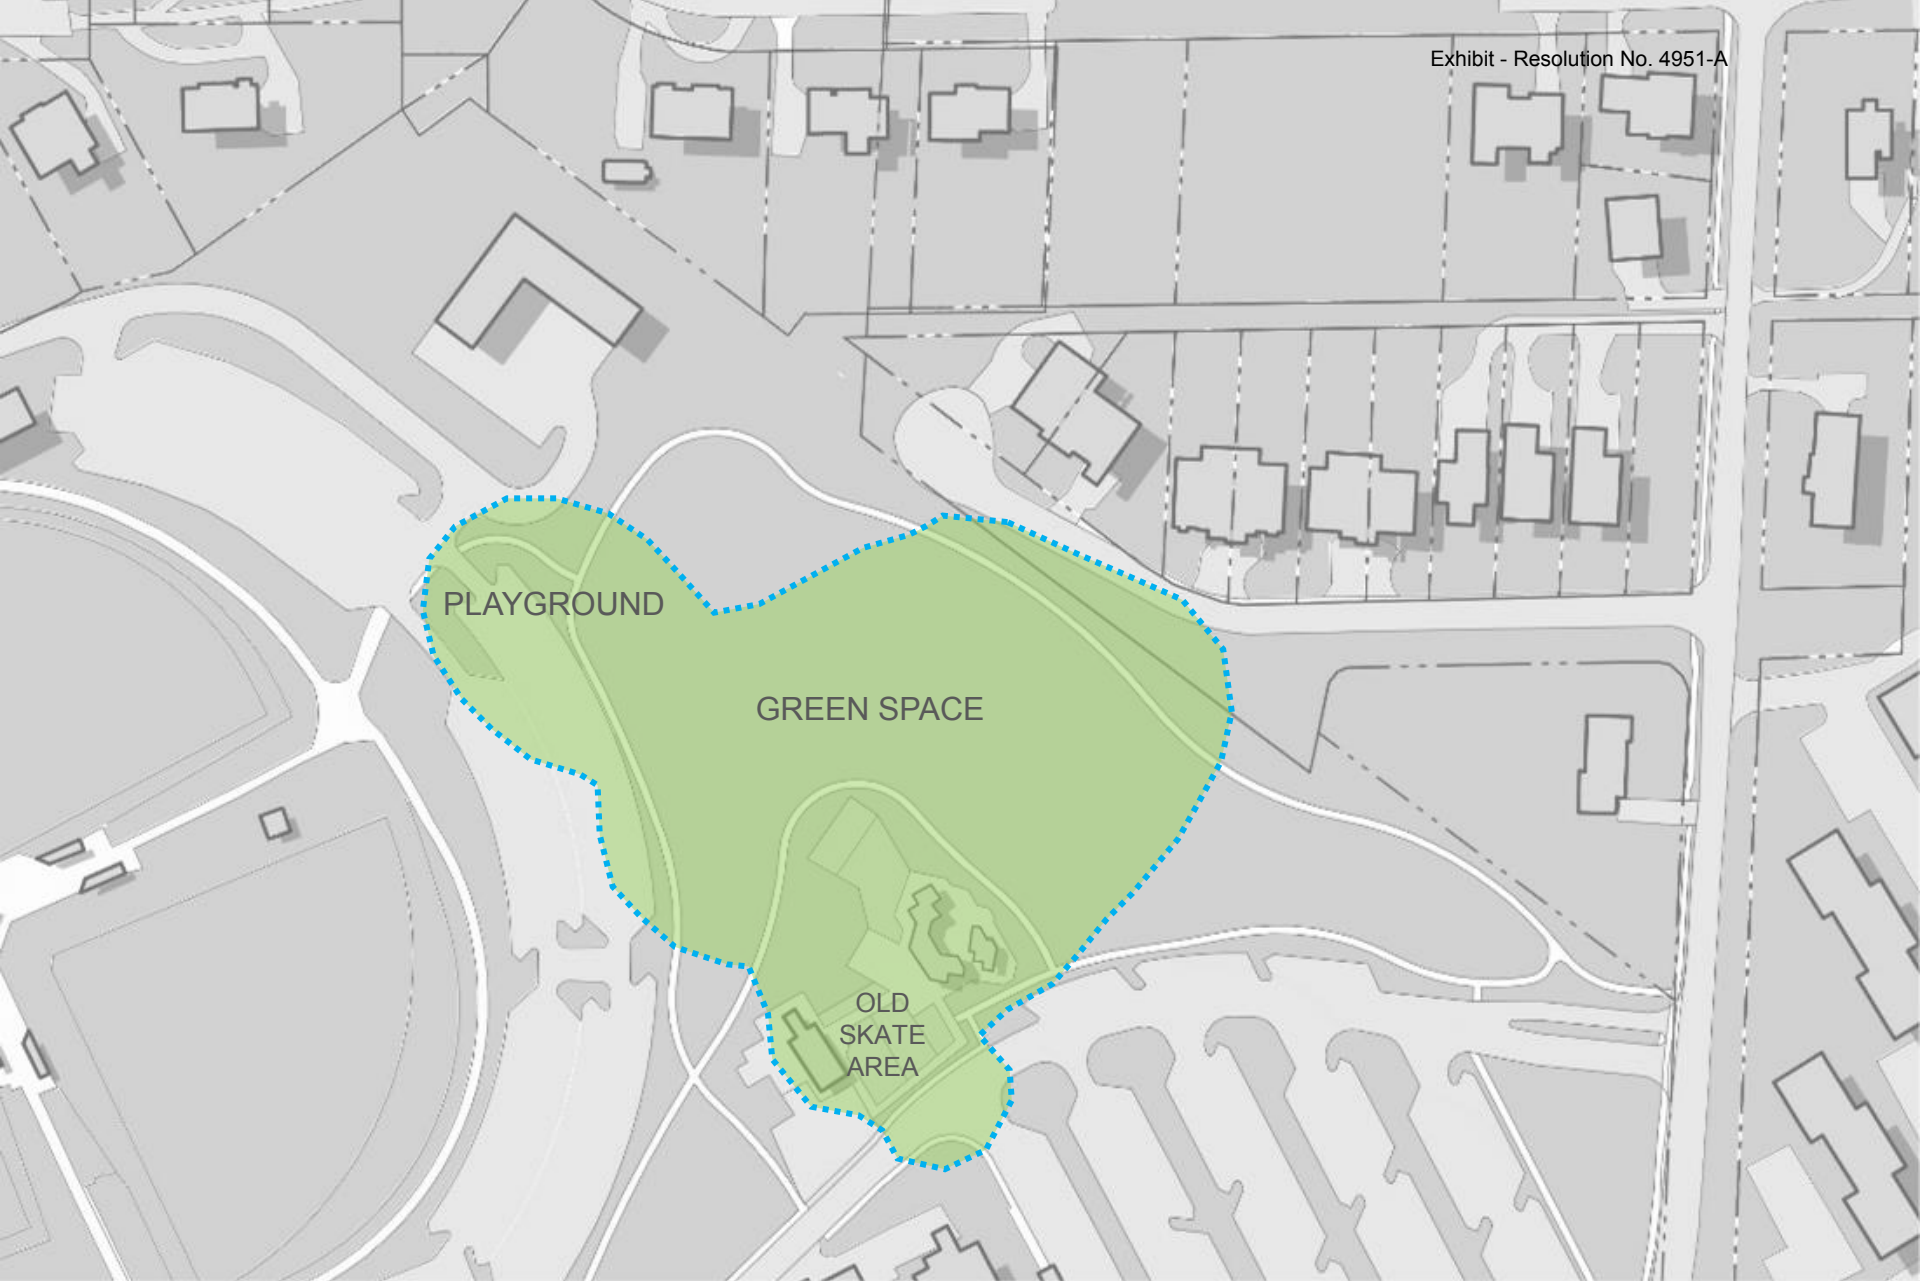 Exhibit - Resolution No. 4951-A
PLAYGROUND
GREEN SPACE
OLD
SKATE
AREA